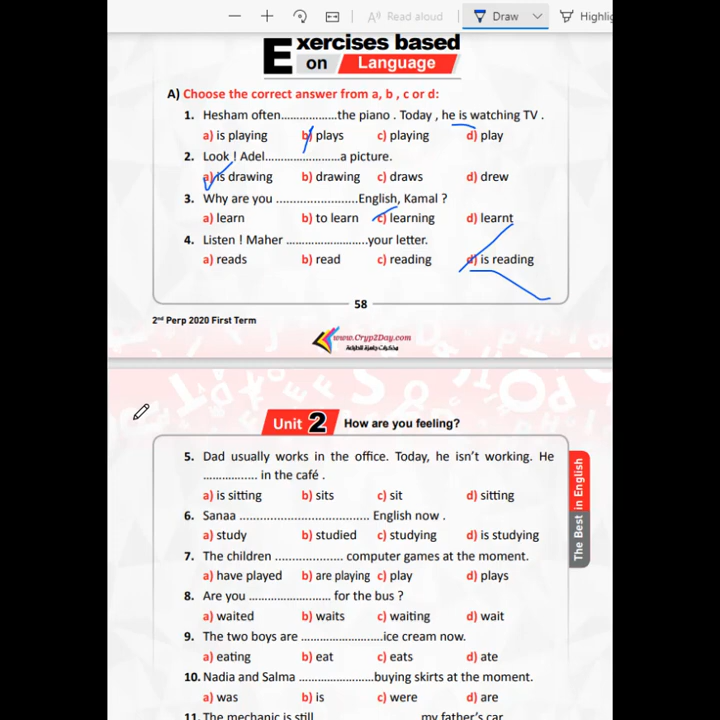 Read aloud
Draw
Exercises based
on Language
A) Choose the correct answer from a, b , c or d:
1. Hesham often................the piano . Today , he is watching TV .
a) is playing b) plays c) playing d) play
2. Look ! Adel......................a picture.
a) is drawing b) drawing c) draws d) drew
3. Why are you .......................English, Kamal ?
a) learn b) to learn c) learning d) learnt
4. Listen ! Maher .......................your letter.
a) reads b) read c) reading d) is reading
58
2nd Perp 2020 First Term
www.Cryp2Day.com
Unit 2 How are you feeling?
5. Dad usually works in the office. Today, he isn't working. He
................ in the café .
a) is sitting b) sits c) sit d) sitting
6. Sanaa ..................................... English now .
a) study b) studied c) studying d) is studying
7. The children .................... computer games at the moment.
a) have played b) are playing c) play d) plays
8. Are you ........................ for the bus ?
a) waited b) waits c) waiting d) wait
9. The two boys are ........................ice cream now.
a) eating b) eat c) eats d) ate
10. Nadia and Salma ......................buying skirts at the moment.
a) was b) is c) were d) are
11. The mechanic is still .............................. my father's car
The Best in English